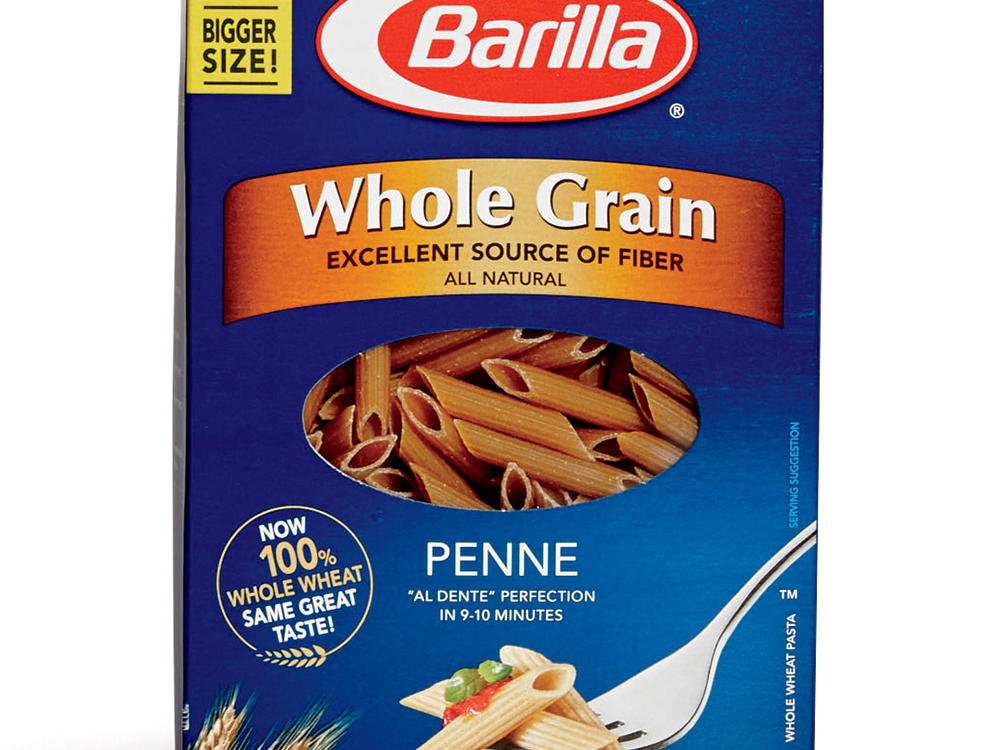 BIGGER
SIZE!
Barilla
®
Whole Grain
EXCELLENT SOURCE OF FIBER
ALL NATURAL
SERVING SUGGESTION
NOW
100%
WHOLE WHEAT
SAME GREAT
TASTE!
PENNE
“AL DENTE” PERFECTION
IN 9-10 MINUTES
TM
WHOLE WHEAT PASTA